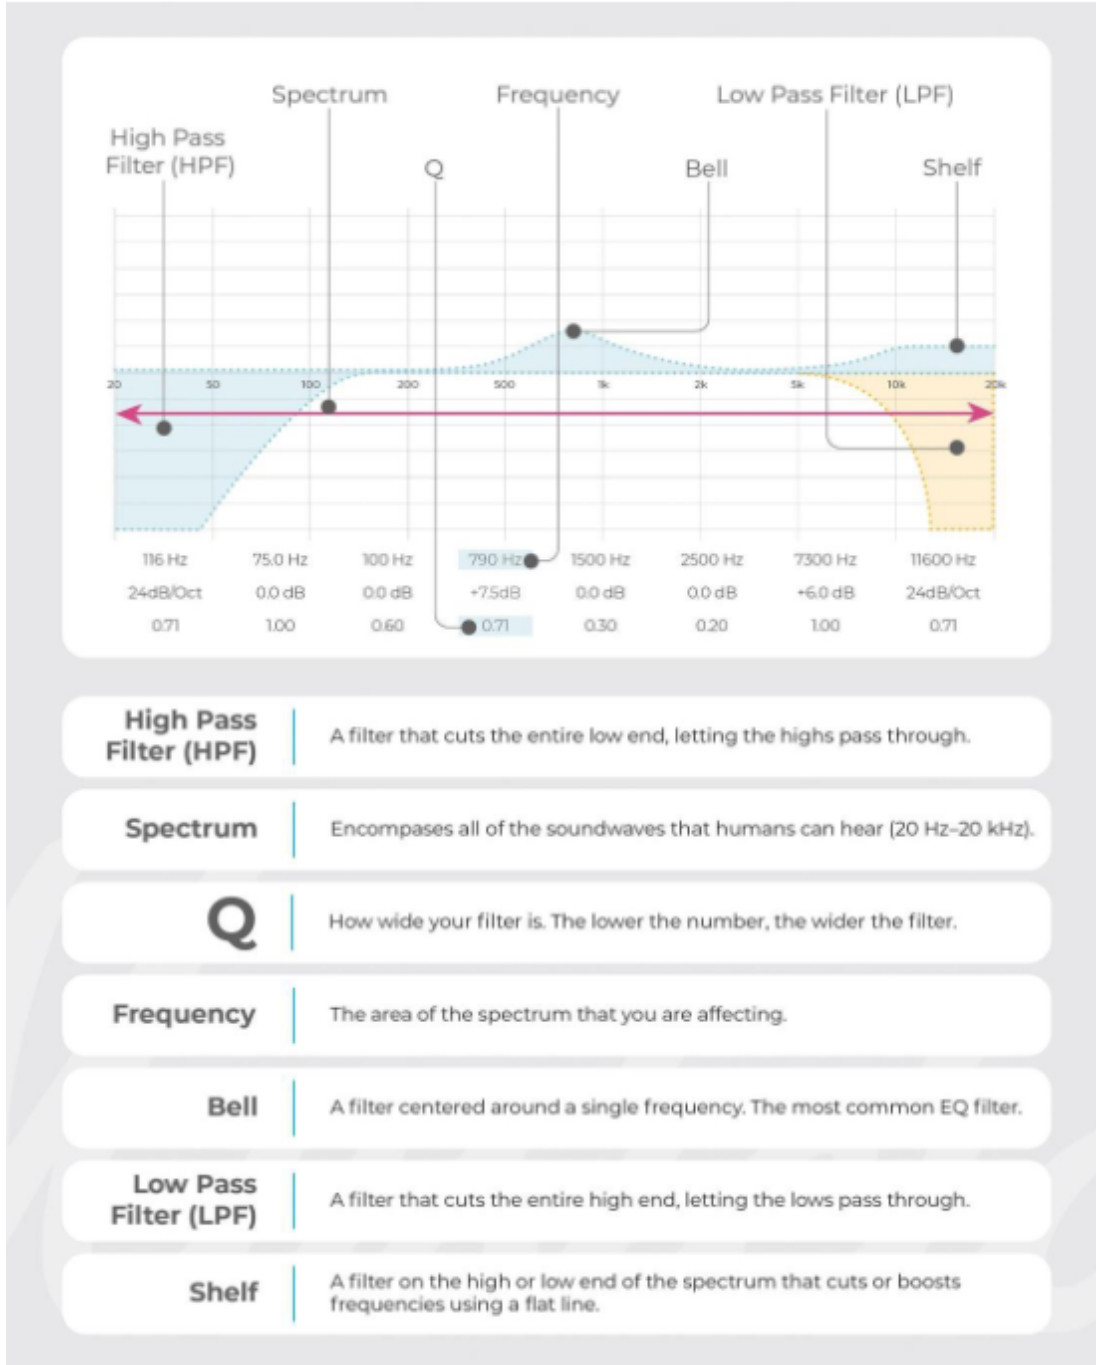 Spectrum Frequency Low Pass Filter (LPF)
High Pass
Filter (HPF) Q Bell Shelf
20 50 100 200 500 1k 2k 5k 10k 20k
116 Hz 75.0 Hz 100 Hz 790 Hz 1500 Hz 2500 Hz 7300 Hz 11600 Hz
24dB/Oct 0.0 dB 0.0 dB +7.5dB 0.0 dB 0.0 dB +6.0 dB 24dB/Oct
0.71 1.00 0.60 0.71 0.30 0.20 1.00 0.71
High Pass
Filter (HPF)
A filter that cuts the entire low end, letting the highs pass through.
Spectrum
Encompases all of the soundwaves that humans can hear (20 Hz–20 kHz).
Q
How wide your filter is. The lower the number, the wider the filter.
Frequency
The area of the spectrum that you are affecting.
Bell
A filter centered around a single frequency. The most common EQ filter.
Low Pass
Filter (LPF)
A filter that cuts the entire high end, letting the lows pass through.
Shelf
A filter on the high or low end of the spectrum that cuts or boosts
frequencies using a flat line.